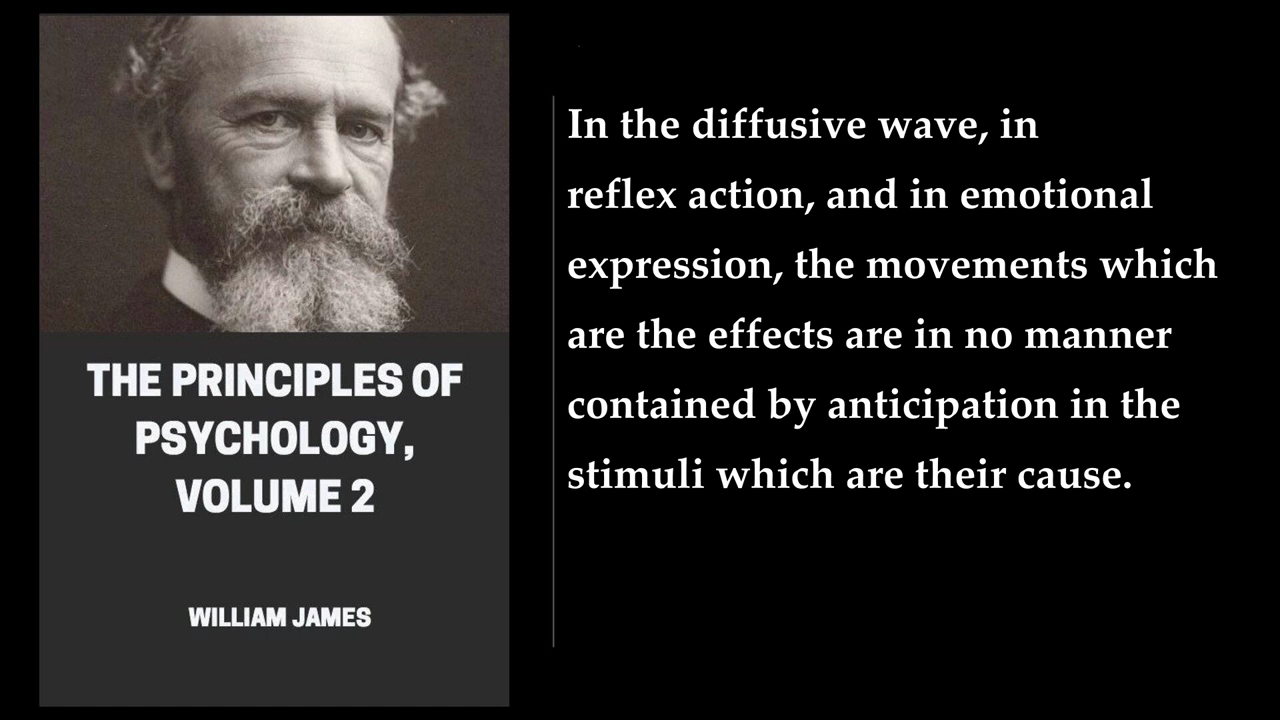 THE PRINCIPLES OF
PSYCHOLOGY,
VOLUME 2
WILLIAM JAMES
In the diffusive wave, in
reflex action, and in emotional
expression, the movements which
are the effects are in no manner
contained by anticipation in the
stimuli which are their cause.